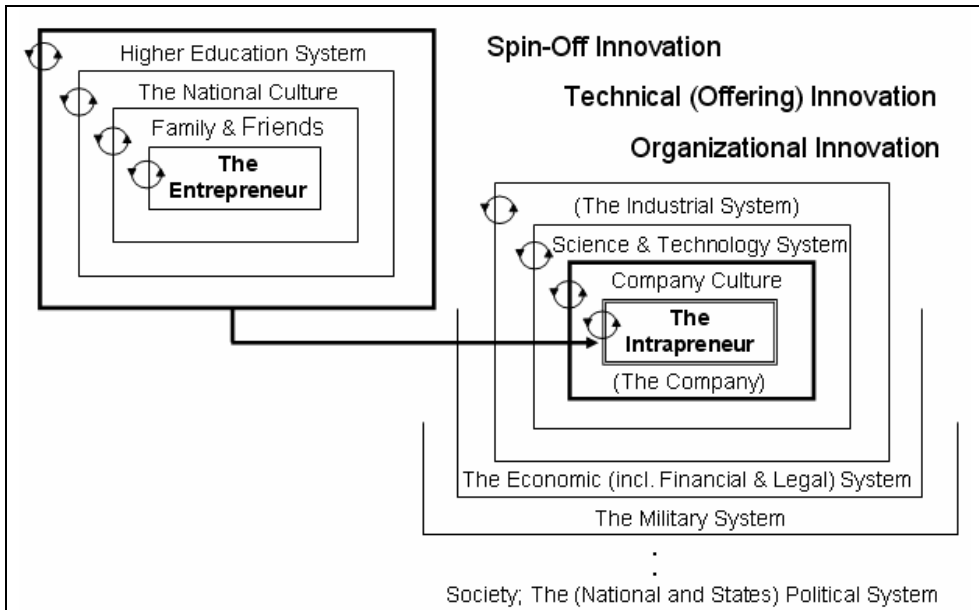 Higher Education System
The National Culture
Family & Friends
The
Entrepreneur
Spin-Off Innovation
Technical (Offering) Innovation
Organizational Innovation
(The Industrial System)
Science & Technology System
Company Culture
The
Intrapreneur
(The Company)
The Economic (incl. Financial & Legal) System
The Military System
:
Society; The (National and States) Political System